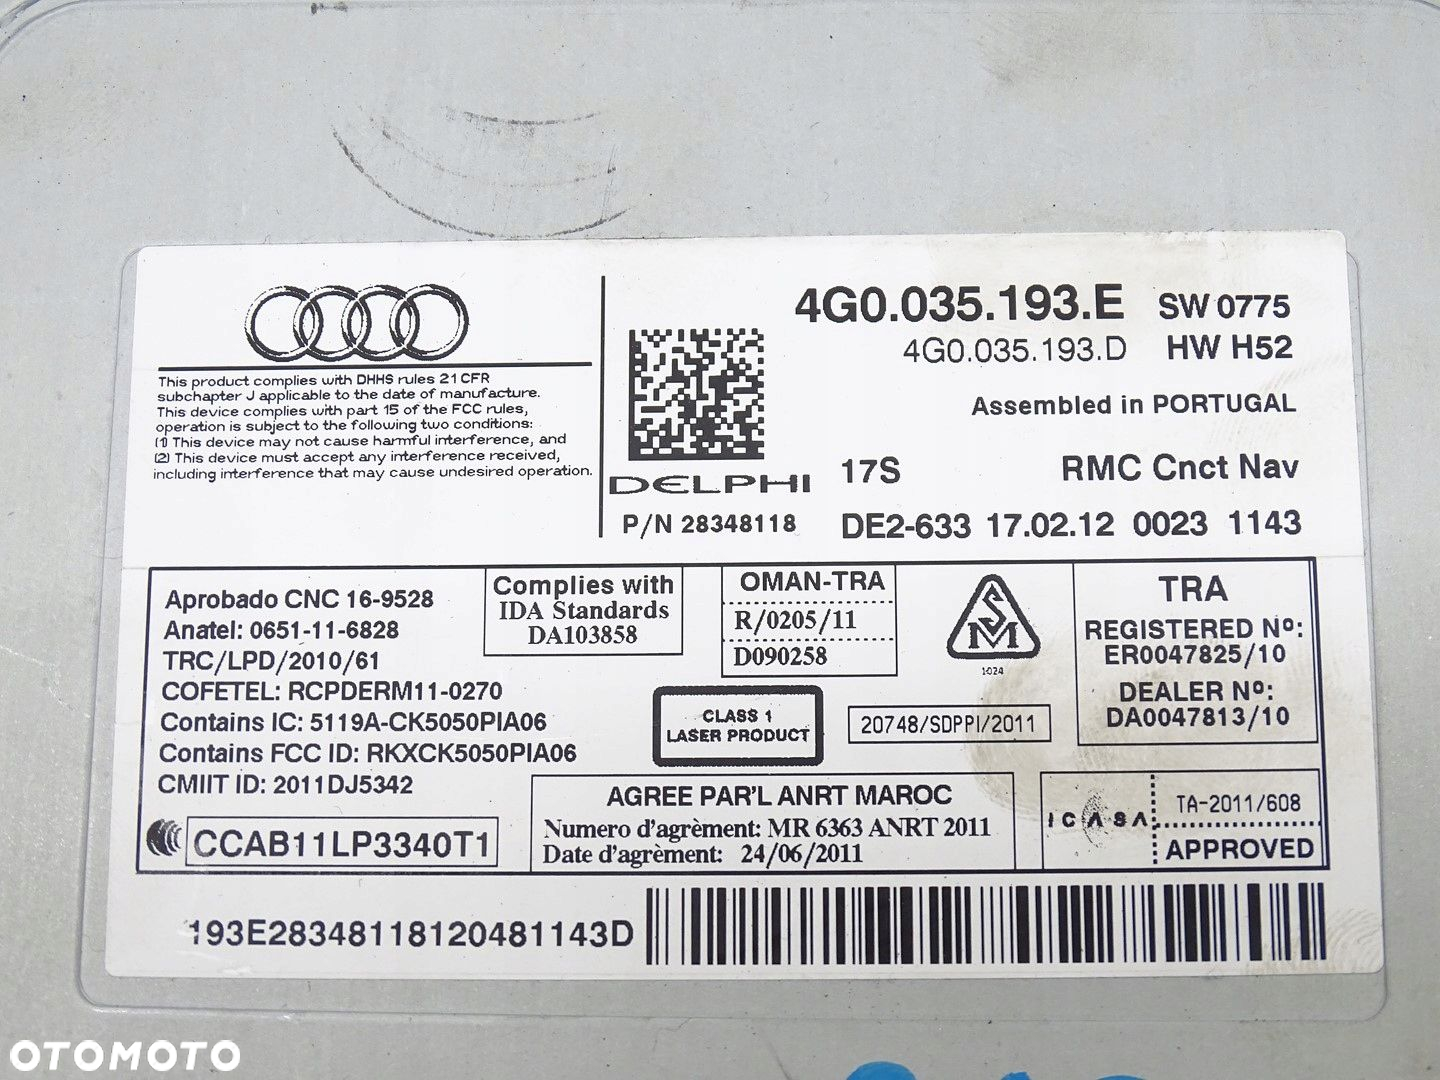 4G0.035.193.E SW 0775
4G0.035.193.D HW H52
Assembled in PORTUGAL
This product complies with DHHS rules 21 CFR
subchapter J applicable to the date of manufacture.
This device complies with part 15 of the FCC rules,
operation is subject to the following two conditions:
(1) This device may not cause harmful interference, and
(2) This device must accept any interference received,
including interference that may cause undesired operation.
DELPHI
P/N 28348118
17S RMC Cnct Nav
DE2-633 17.02.12 0023 1143
Aprobado CNC 16-9528
Anatel: 0651-11-6828
TRC/LPD/2010/61
COFETEL: RCPDERM11-0270
Contains IC: 5119A-CK5050PIA06
Contains FCC ID: RKXCK5050PIA06
CMIIT ID: 2011DJ5342
CCAB11LP3340T1
Complies with
IDA Standards
DA103858
OMAN-TRA
R/0205/11
D090258
SM
1024
TRA
REGISTERED Nº:
ER0047825/10
DEALER Nº:
DA0047813/10
CLASS 1
LASER PRODUCT
20748/SDPPI/2011
AGREE PAR'L ANRT MAROC
Numero d'agrèment: MR 6363 ANRT 2011
Date d'agrèment: 24/06/2011
ICASA
TA-2011/608
APPROVED
193E28348118120481143D
OTOMOTO